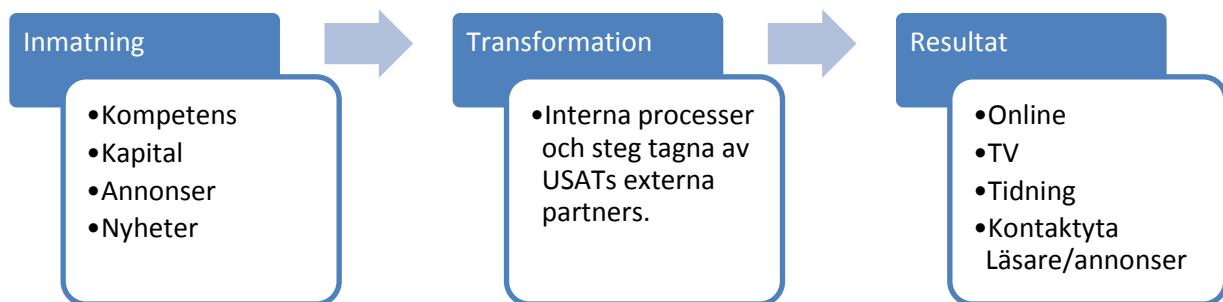 Inmatning
•Kompetens
•Kapital
•Annonser
•Nyheter
Transformation
•Interna processer
och steg tagna av
USATs externa
partners.
Resultat
•Online
•TV
•Tidning
•Kontaktyta
Läsare/annonser